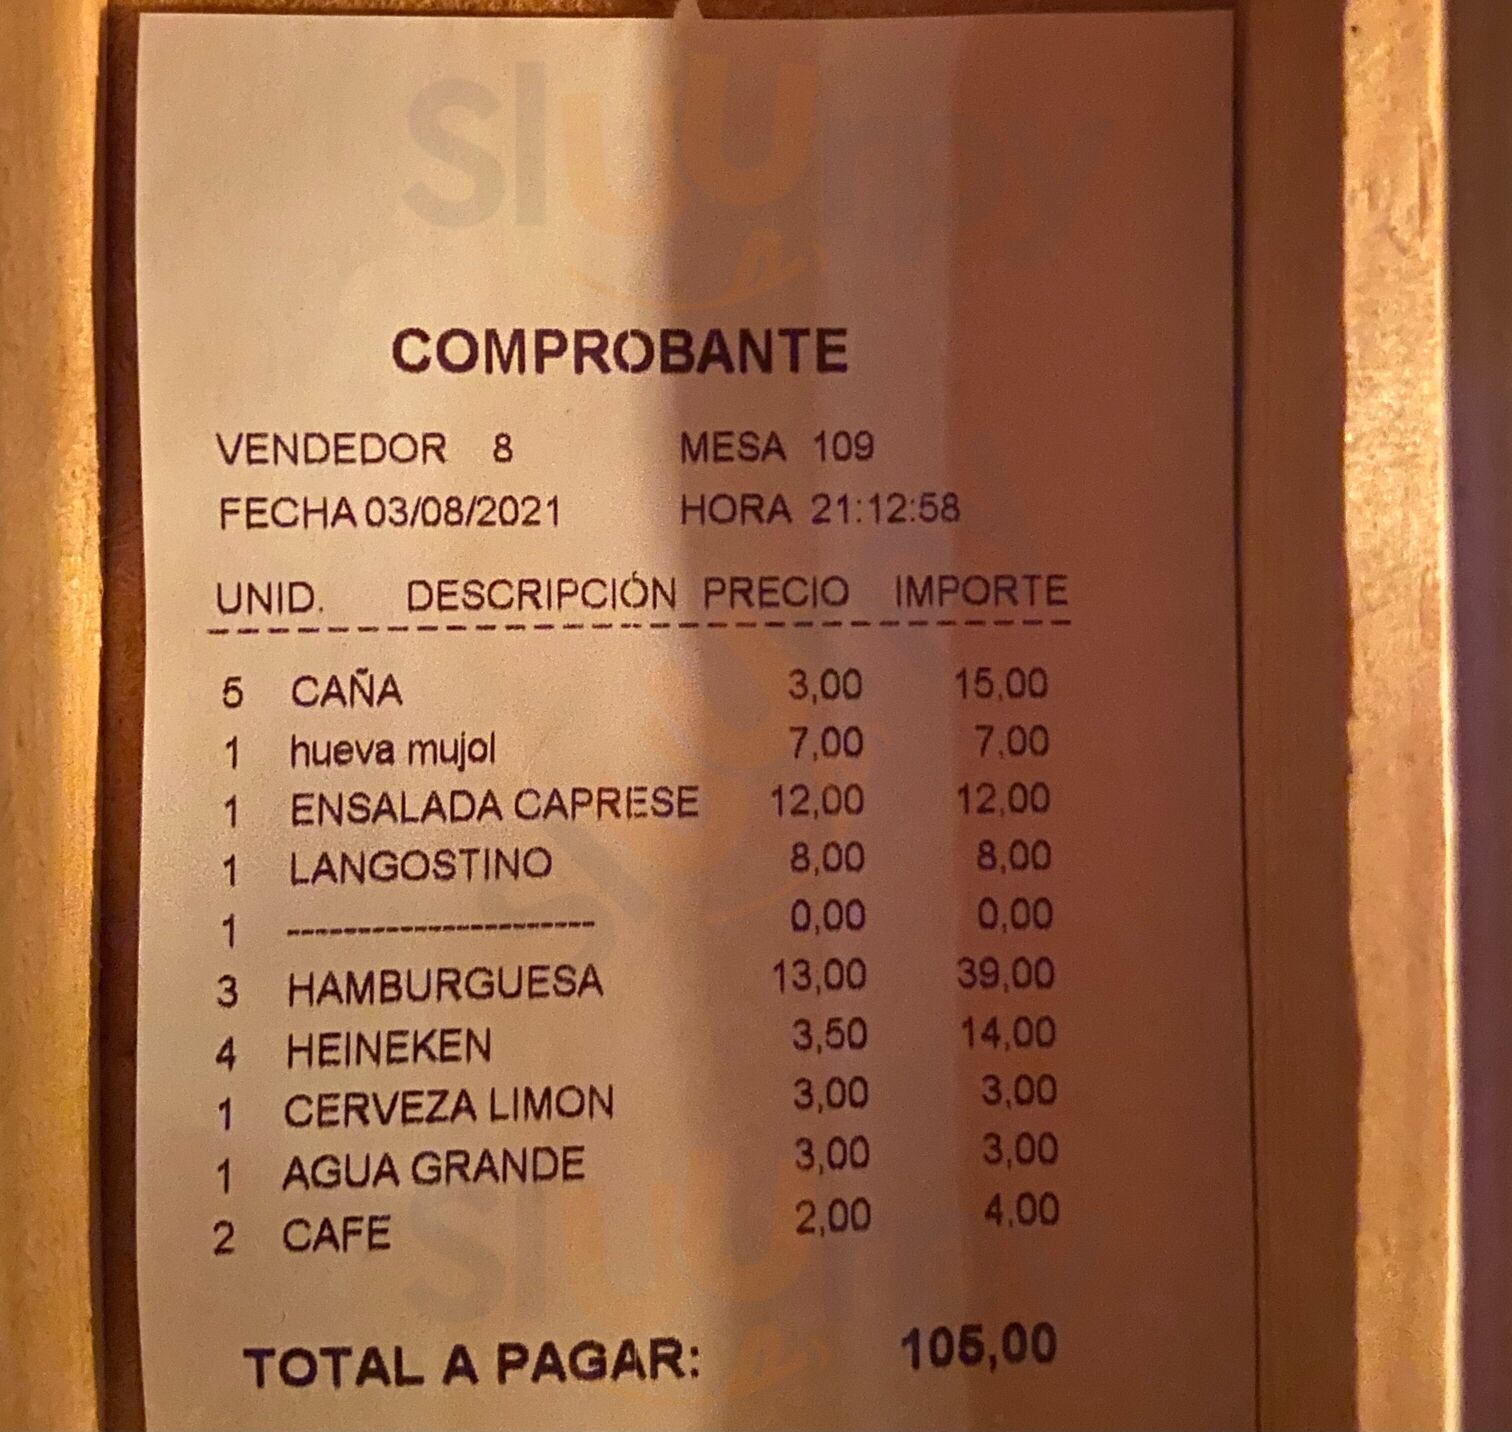 Sluurpy
COMPROBANTE
VENDEDOR 8 MESA 109
FECHA 03/08/2021 HORA 21:12:58
UNID. DESCRIPCIÓN PRECIO IMPORTE
5 CAÑA 3,00 15,00
1 hueva mujol 7,00 7,00
1 ENSALADA CAPRESE 12,00 12,00
1 LANGOSTINO 8,00 8,00
1 ---------------------- 0,00 0,00
3 HAMBURGUESA 13,00 39,00
4 HEINEKEN 3,50 14,00
1 CERVEZA LIMON 3,00 3,00
1 AGUA GRANDE 3,00 3,00
2 CAFE 2,00 4,00
TOTAL A PAGAR: 105,00